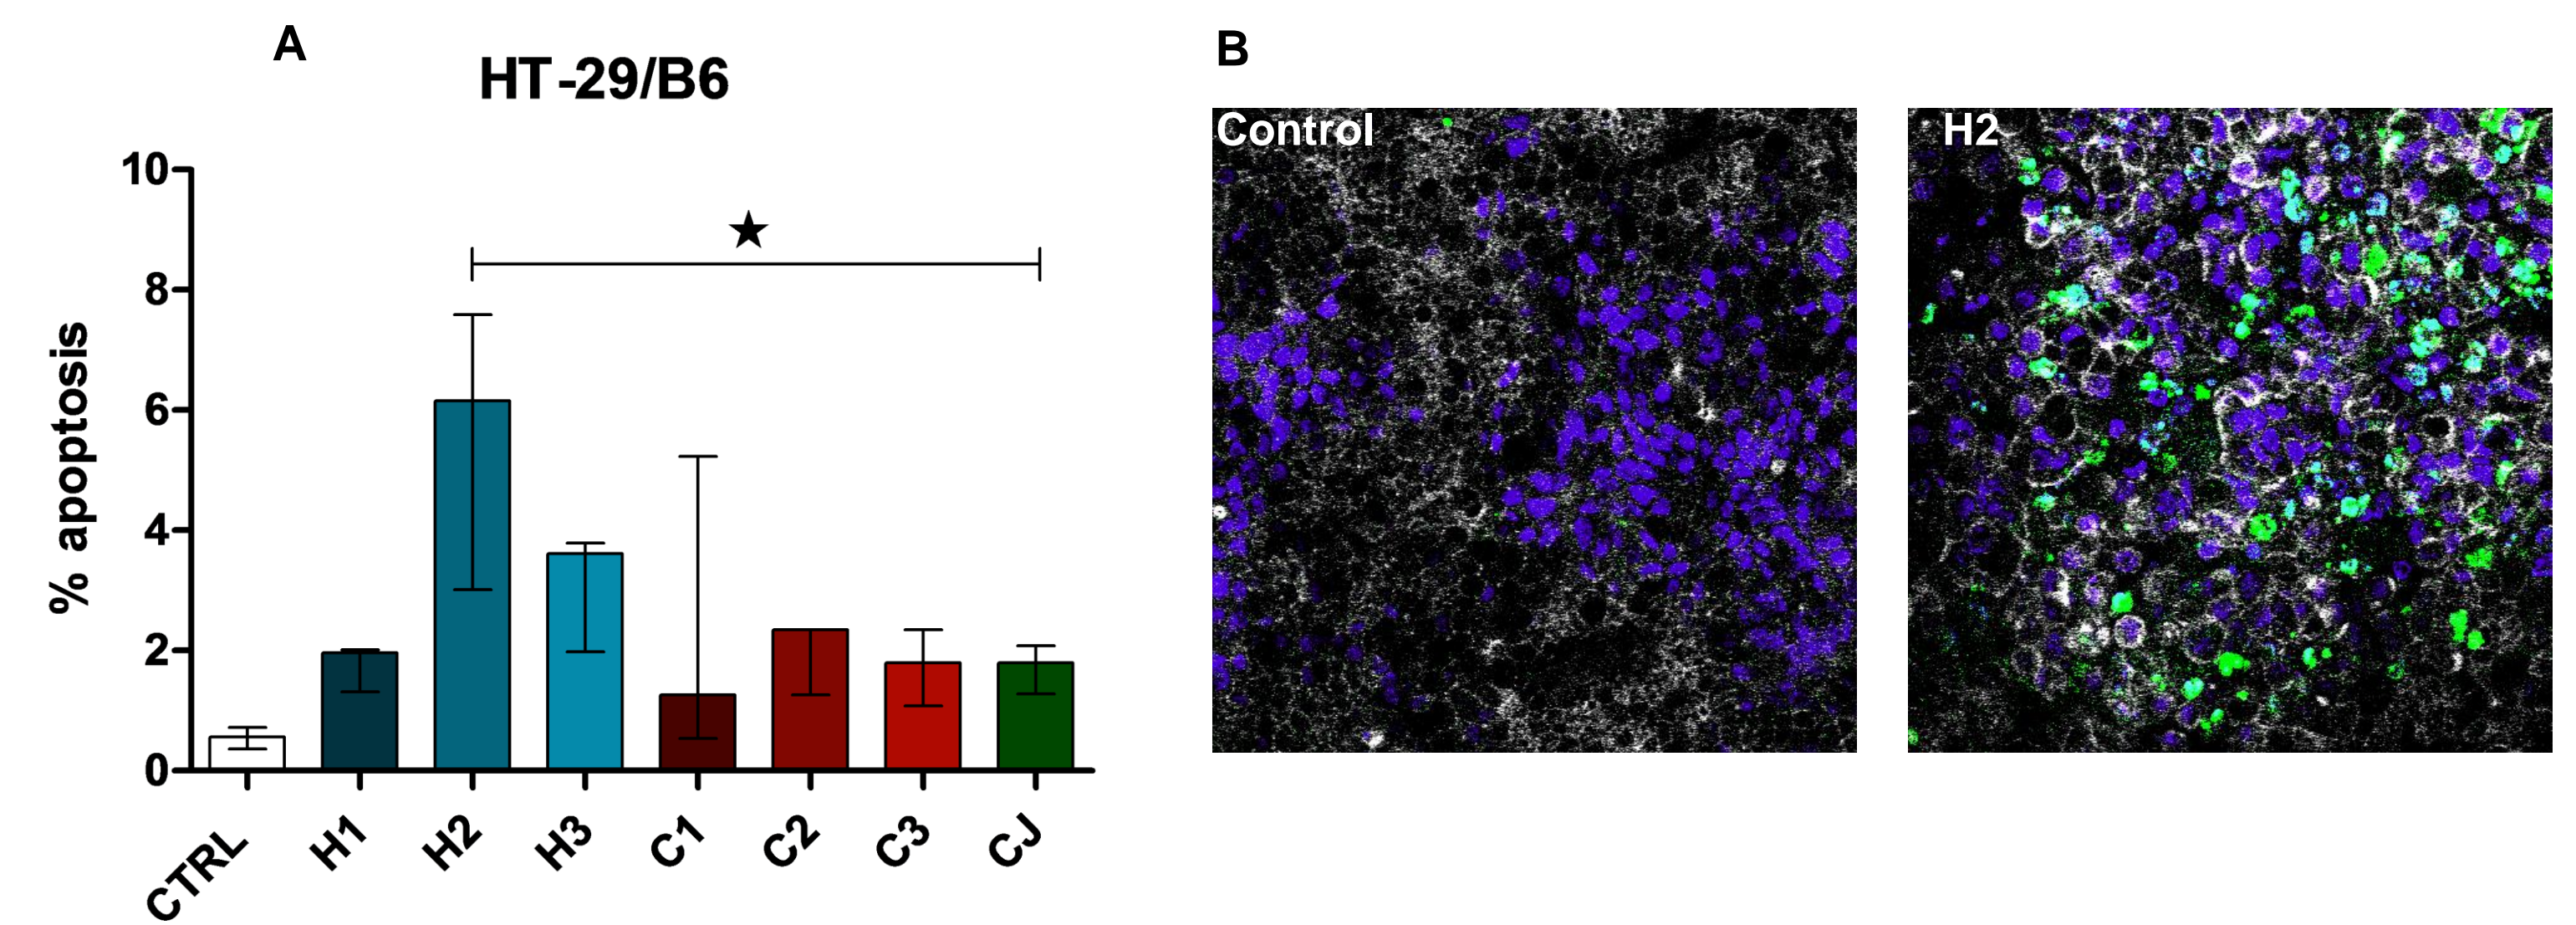 A
HT-29/B6
% apoptosis
10
8
6
4
2
0
★
CTRL
H1
H2
H3
C1
C2
C3
CJ
B
Control
H2